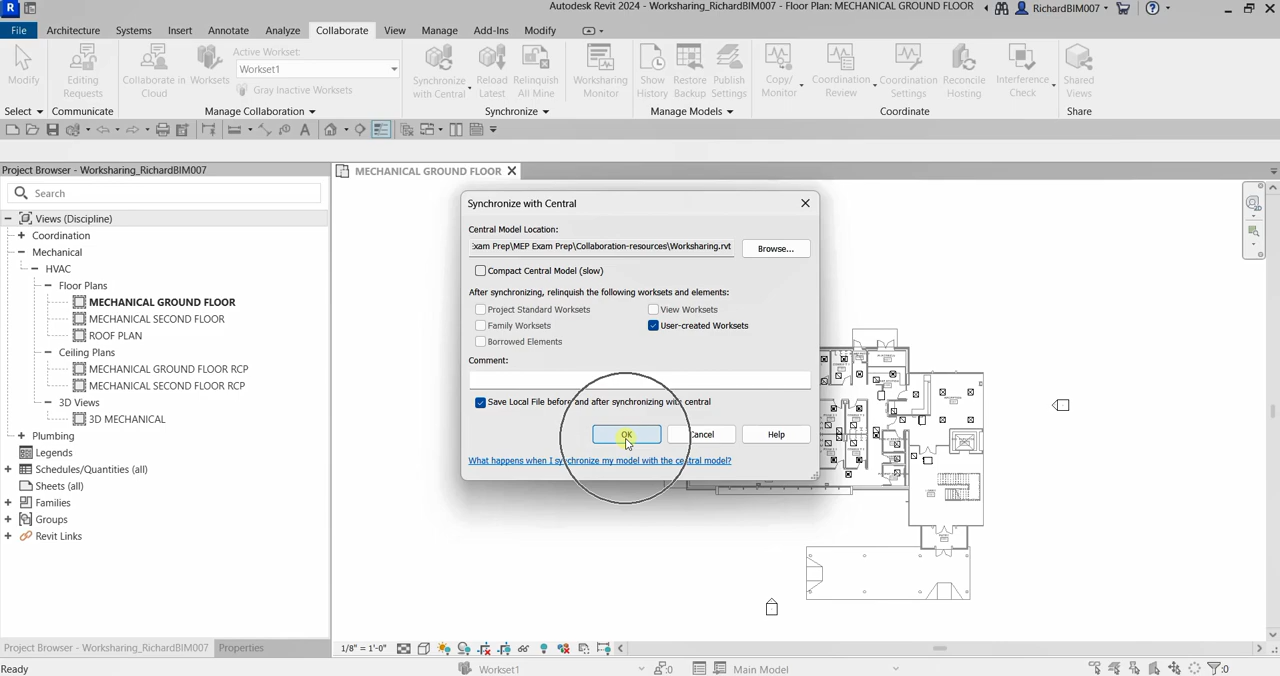 Autodesk Revit 2024 - Worksharing_RichardBIM007 - Floor Plan: MECHANICAL GROUND FLOOR
RichardBIM007
File Architecture Systems Insert Annotate Analyze Collaborate View Manage Add-Ins Modify
Modify
Editing
Requests
Collaborate in
Cloud
Worksets
Active Workset:
Workset1
Gray Inactive Worksets
Synchronize
with Central
Reload
Latest
Relinquish
All Mine
Worksharing
Monitor
Show
History
Restore
Backup
Publish
Settings
Copy/
Monitor
Coordination
Review
Coordination
Settings
Reconcile
Hosting
Interference
Check
Shared
Views
Select Communicate Manage Collaboration Synchronize Manage Models Coordinate Share
Project Browser - Worksharing_RichardBIM007
Search
Views (Discipline)
Coordination
Mechanical
HVAC
Floor Plans
MECHANICAL GROUND FLOOR
MECHANICAL SECOND FLOOR
ROOF PLAN
Ceiling Plans
MECHANICAL GROUND FLOOR RCP
MECHANICAL SECOND FLOOR RCP
3D Views
3D MECHANICAL
Plumbing
Legends
Schedules/Quantities (all)
Sheets (all)
Families
Groups
Revit Links
MECHANICAL GROUND FLOOR
Synchronize with Central
Central Model Location:
Exam Prep\MEP Exam Prep\Collaboration-resources\Worksharing.rvt
Browse...
Compact Central Model (slow)
After synchronizing, relinquish the following worksets and elements:
Project Standard Worksets
View Worksets
Family Worksets
User-created Worksets
Borrowed Elements
Comment:
Save Local File before and after synchronizing with central
OK
Cancel
Help
What happens when I synchronize my model with the central model?
Project Browser - Worksharing_RichardBIM007
Properties
1/8" = 1'-0"
Ready
Workset1
:0
Main Model
:0